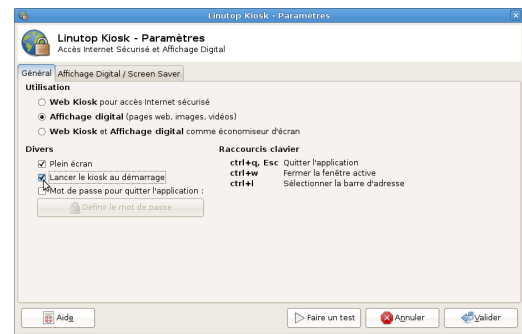 Linutop Kiosk - Paramètres
Linutop Kiosk - Paramètres
Accès Internet Sécurisé et Affichage Digital
Général Affichage Digital / Screen Saver
Utilisation
Web Kiosk pour accès Internet sécurisé
Affichage digital (pages web, images, vidéos)
Web Kiosk et Affichage digital comme économiseur d'écran
Divers
Plein écran
Lancer le kiosk au démarrage
Mot de passe pour quitter l'application :
Définir le mot de passe
Raccourcis clavier
ctrl+q, Esc Quitter l'application
ctrl+w Fermer la fenêtre active
ctrl+l Sélectionner la barre d'adresse
Aide Faire un test Annuler Valider